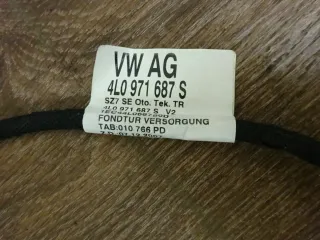 VW AG
4L0 971 687 S
SZ7 SE Oto. Tek. TR
4L0 971 687 S V2
FONDTUR VERSORGUNG
TAB:010 766 PD